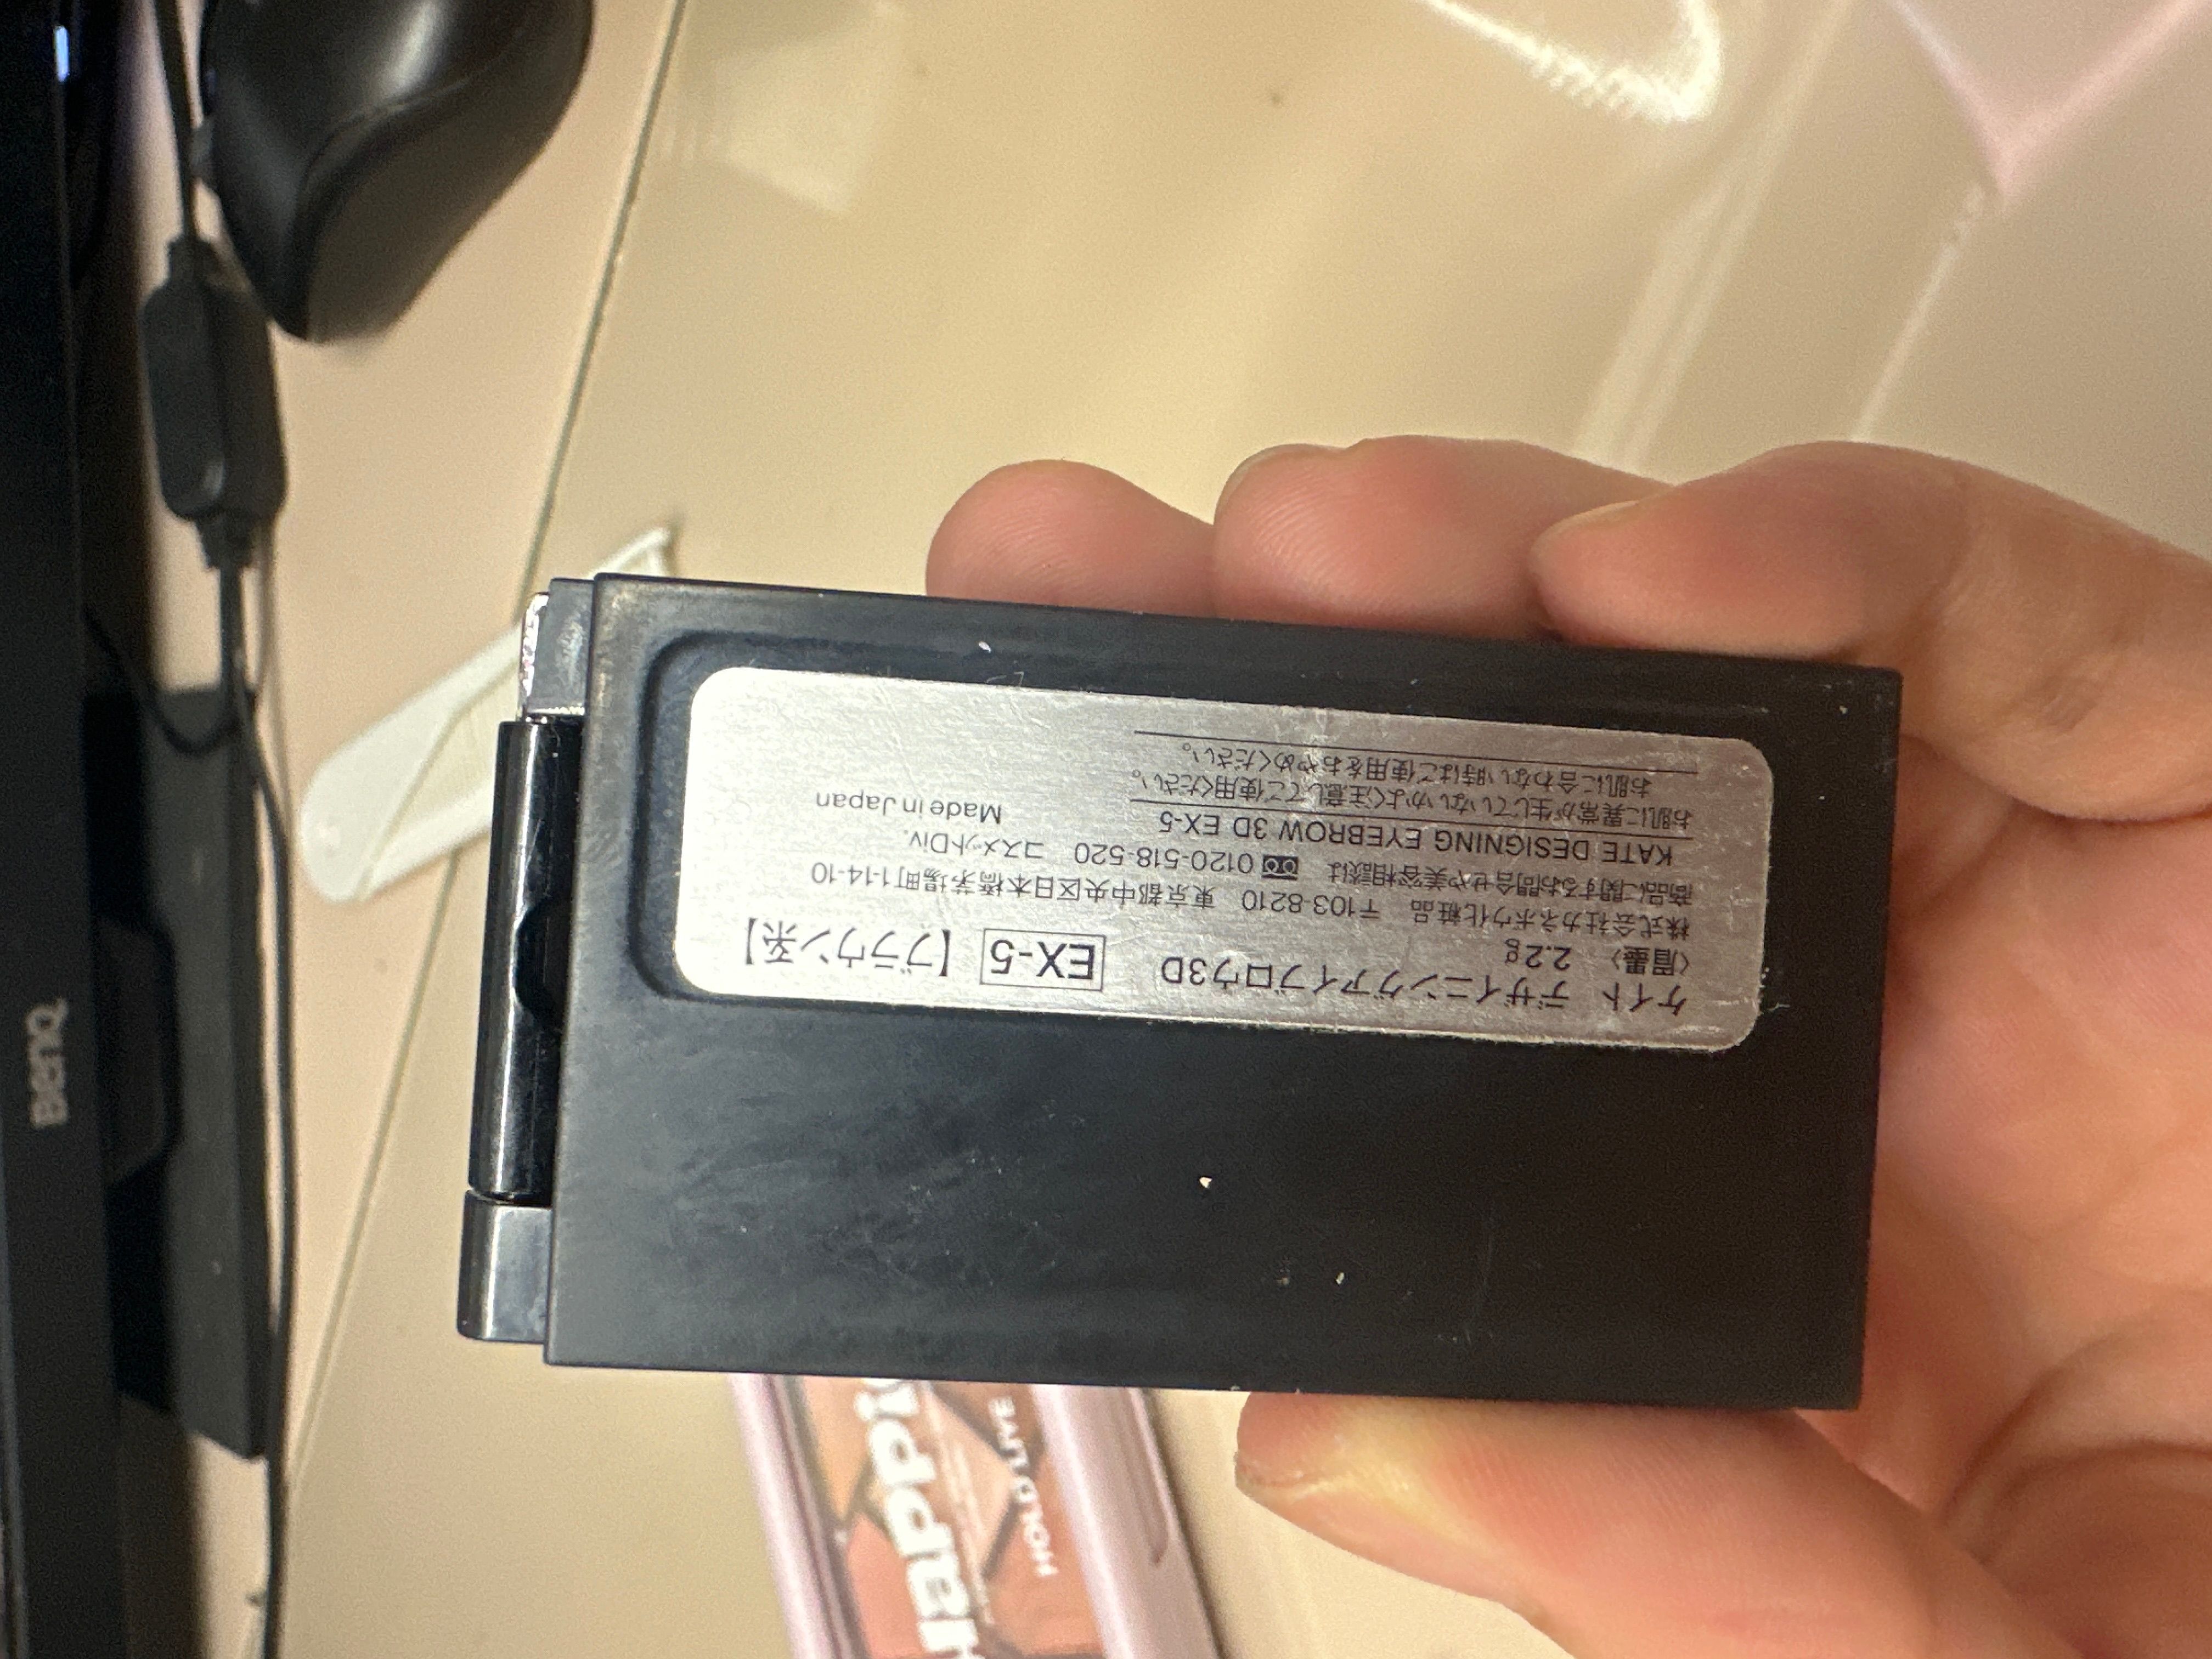 ケイト デザイニングアイブロウ3D EX-5 【ブラウン系】
〈眉墨〉 2.2g
株式会社カネボウ化粧品 〒103-8210 東京都中央区日本橋茅場町1-14-10
商品に関するお問合せや美容相談は 0120-518-520 コスメットDiv.
KATE DESIGNING EYEBROW 3D EX-5
Made in Japan
お肌に異常が生じていないかよく注意してご使用ください。
お肌に合わない時はご使用をおやめください。
BenQ